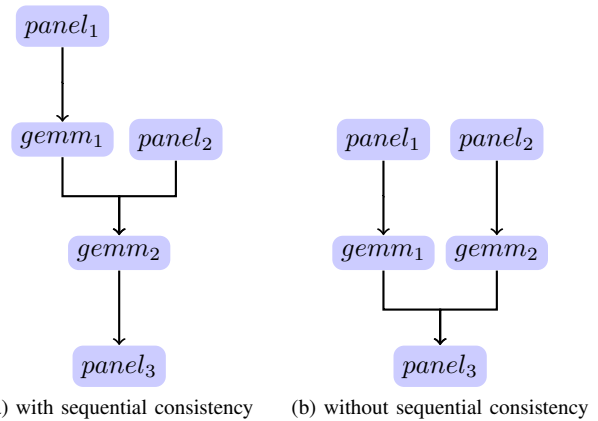 panel₁
gemm₁ panel₂
gemm₂
panel₃
) with sequential consistency
panel₁ panel₂
gemm₁ gemm₂
panel₃
(b) without sequential consistency